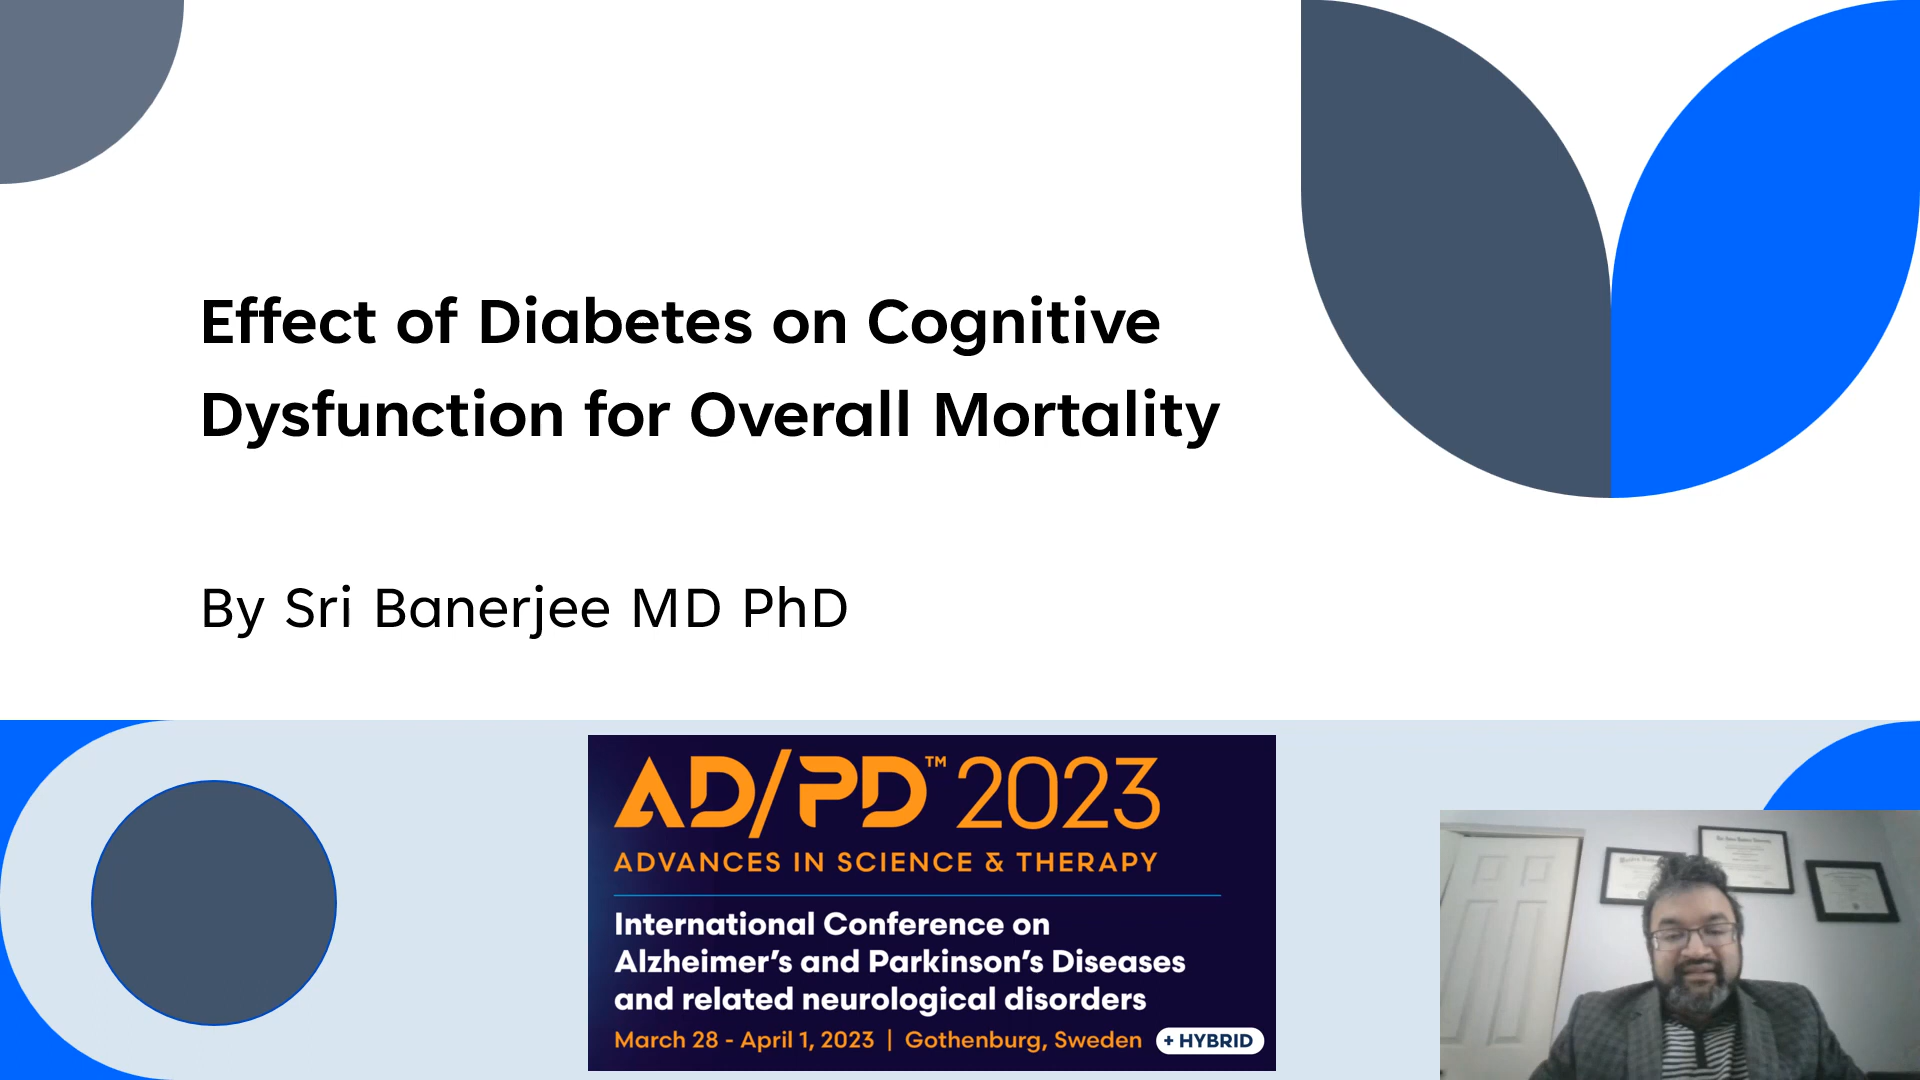 Effect of Diabetes on Cognitive
Dysfunction for Overall Mortality
By Sri Banerjee MD PhD
AD/PD™ 2023
ADVANCES IN SCIENCE & THERAPY
International Conference on
Alzheimer's and Parkinson's Diseases
and related neurological disorders
March 28 - April 1, 2023 | Gothenburg, Sweden + HYBRID